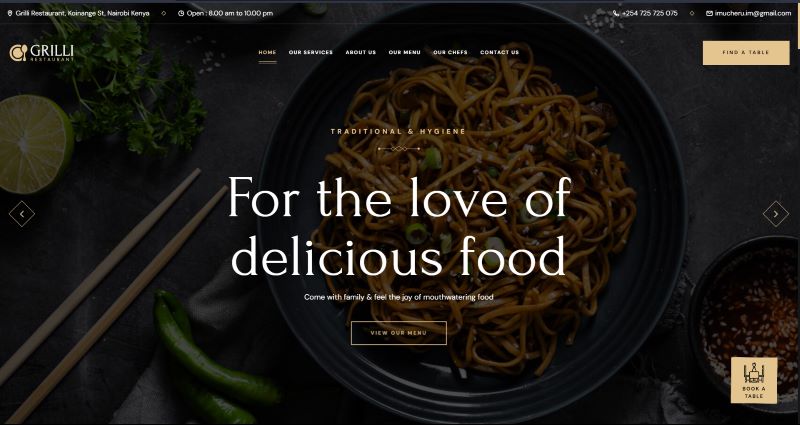 Grilli Restaurant, Koinange St, Nairobi Kenya
Open : 8.00 am to 10.00 pm
+254 725 725 075
imucheru.im@gmail.com
GRILLI
RESTAURANT
HOME
OUR SERVICES
ABOUT US
OUR MENU
OUR CHEFS
CONTACT US
FIND A TABLE
TRADITIONAL & HYGIENE
For the love of
delicious food
Come with family & feel the joy of mouthwatering food
VIEW OUR MENU
BOOK A
TABLE